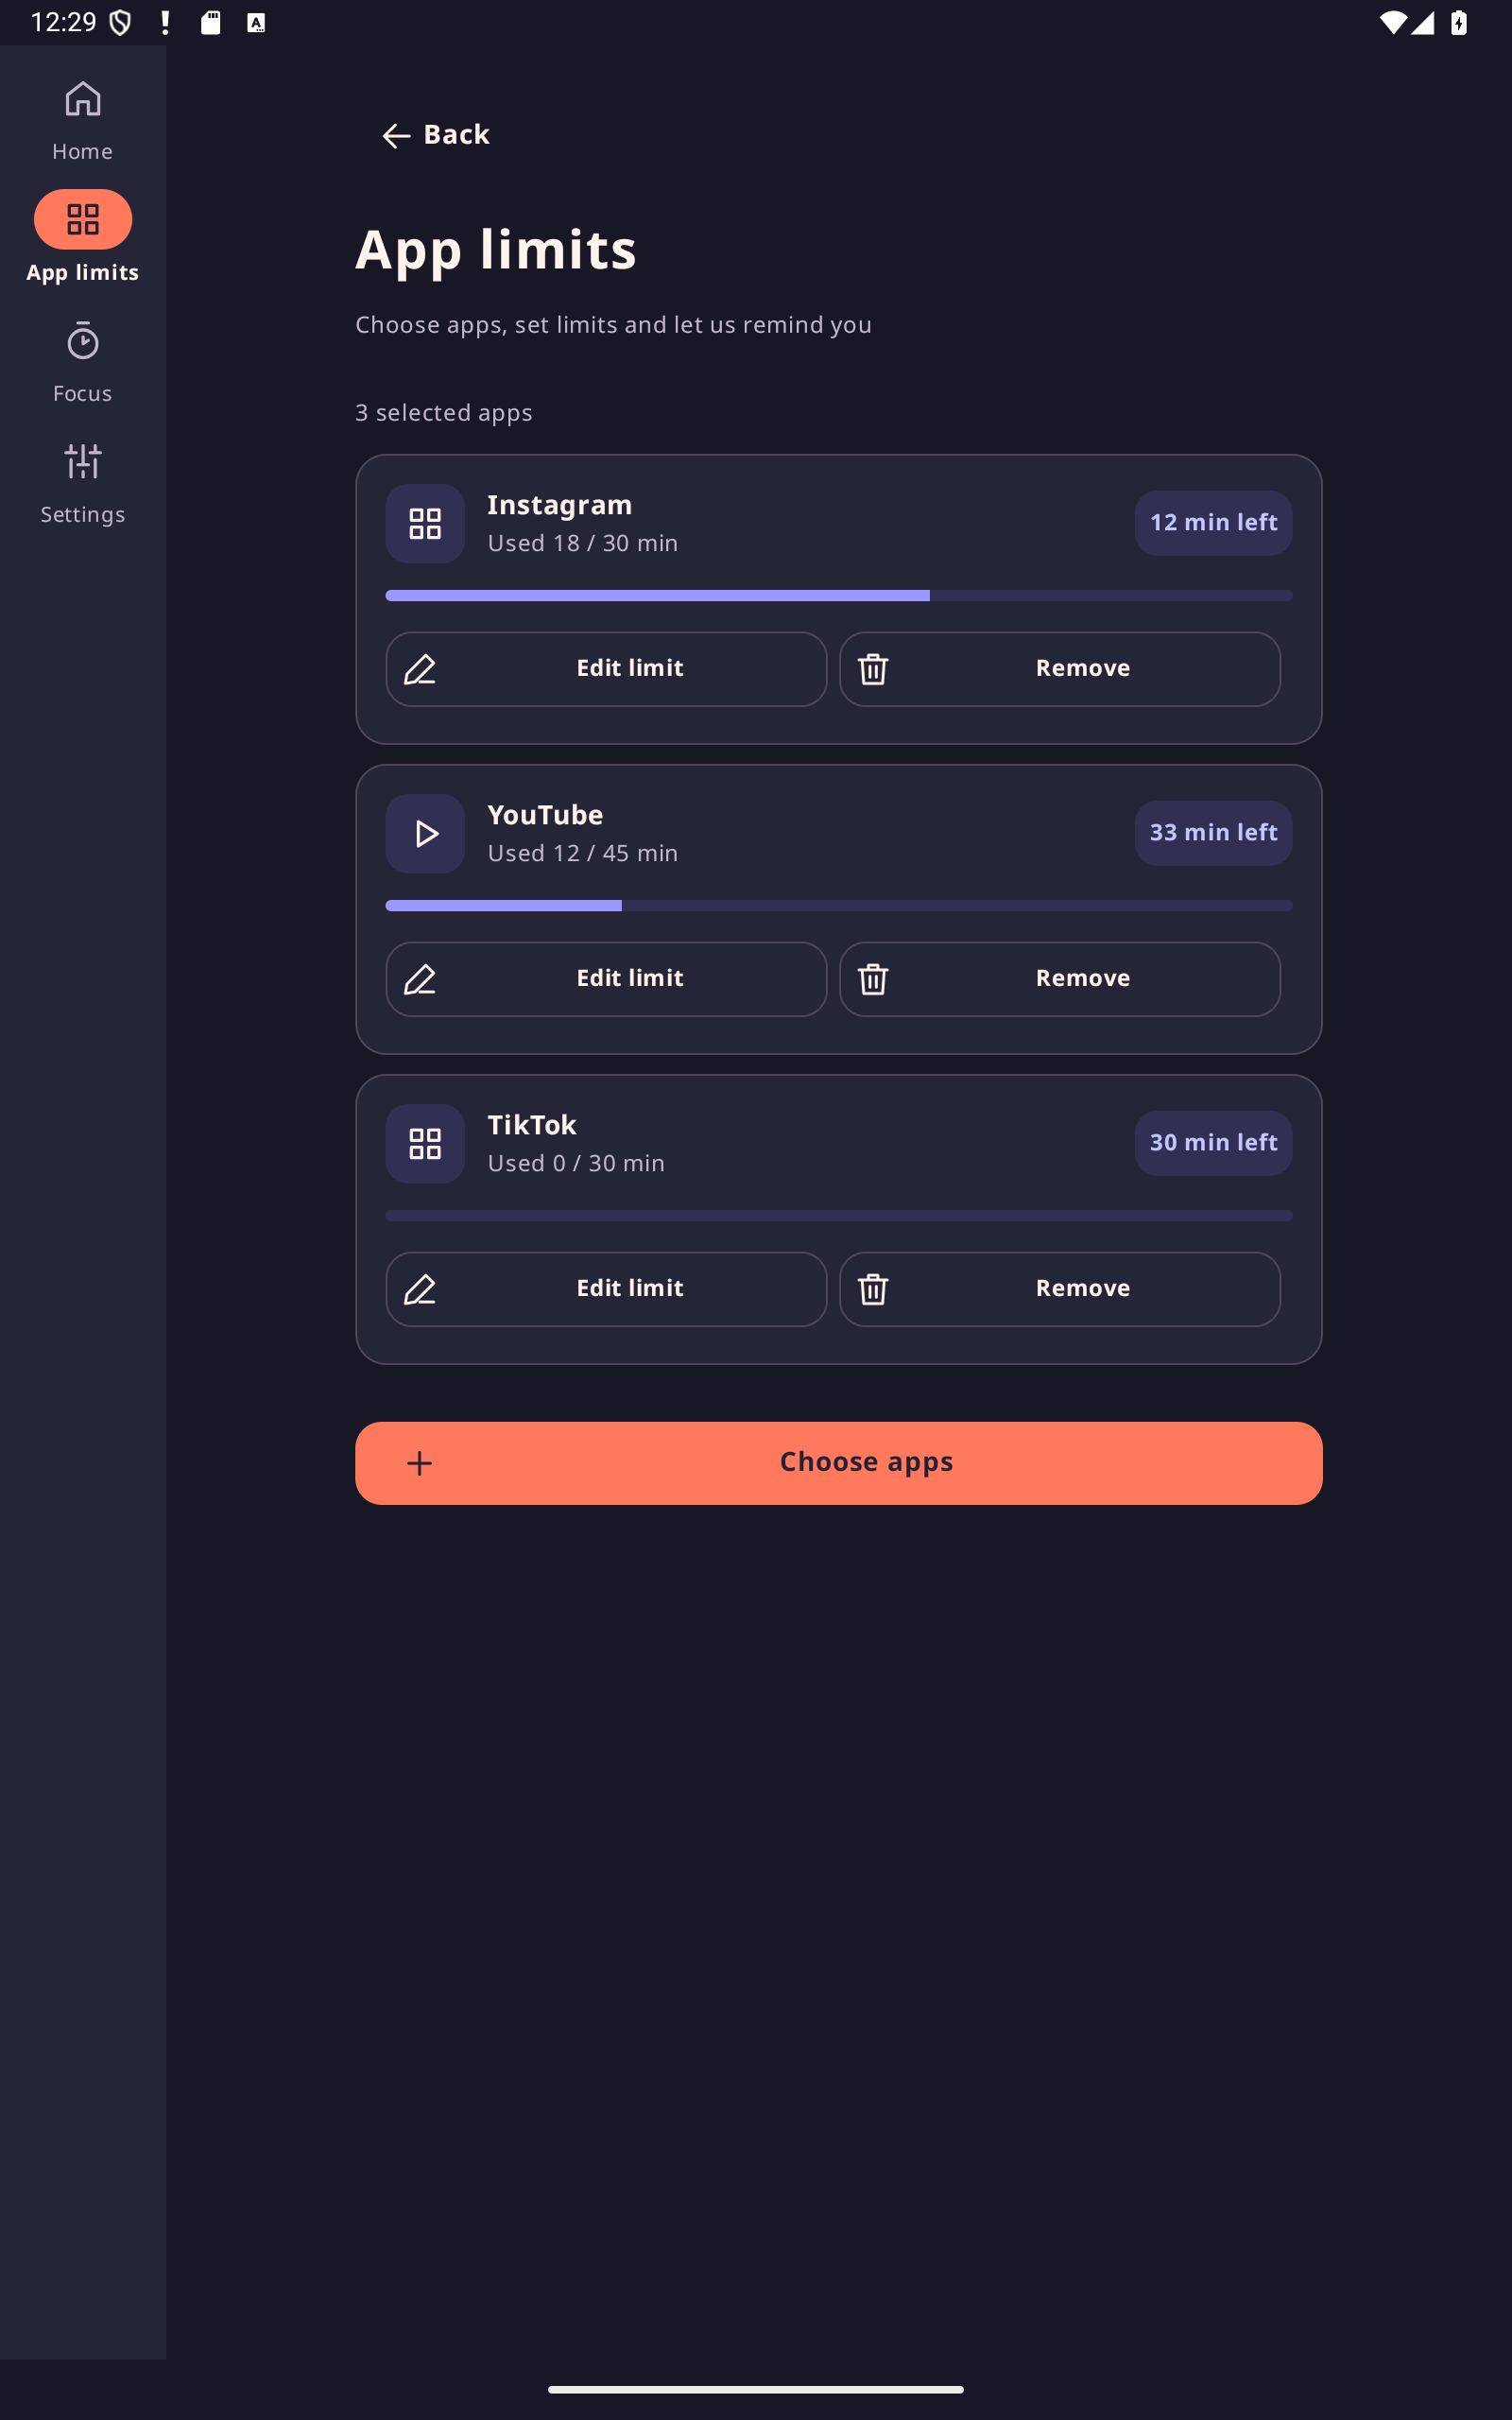 12:29
Home
App limits
Focus
Settings
Back
App limits
Choose apps, set limits and let us remind you
3 selected apps
Instagram
Used 18 / 30 min
12 min left
Edit limit
Remove
YouTube
Used 12 / 45 min
33 min left
Edit limit
Remove
TikTok
Used 0 / 30 min
30 min left
Edit limit
Remove
Choose apps